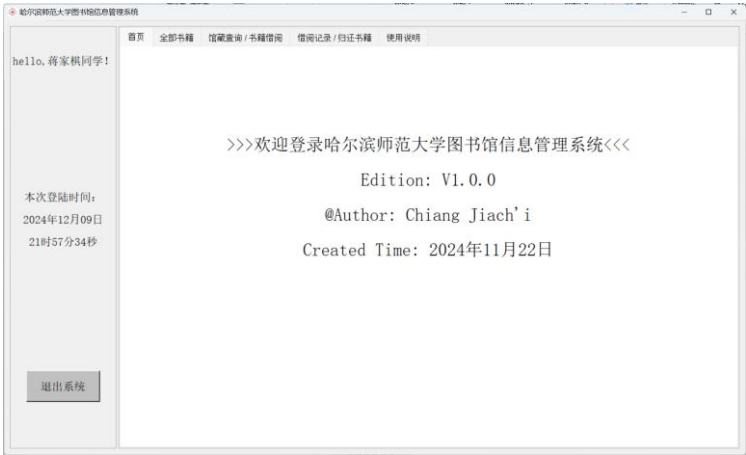 哈尔滨师范大学图书馆信息管理系统
首页 全部书籍 馆藏查询/书籍借阅 借阅记录/归还书籍 使用说明
hello,蒋家棋同学!
>>>欢迎登录哈尔滨师范大学图书馆信息管理系统<<<
Edition: V1.0.0
@Author: Chiang Jiach'i
Created Time: 2024年11月22日
本次登陆时间:
2024年12月09日
21时57分34秒
退出系统